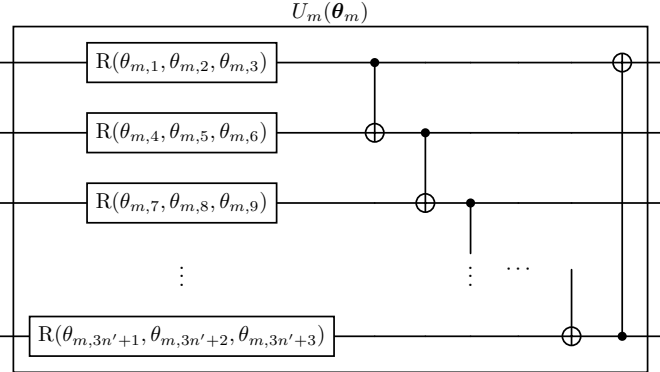 U_m(θ_m)
R(θ_{m,1}, θ_{m,2}, θ_{m,3})
R(θ_{m,4}, θ_{m,5}, θ_{m,6})
R(θ_{m,7}, θ_{m,8}, θ_{m,9})
⋮ ⋮ ⋯
R(θ_{m,3n′+1}, θ_{m,3n′+2}, θ_{m,3n′+3})